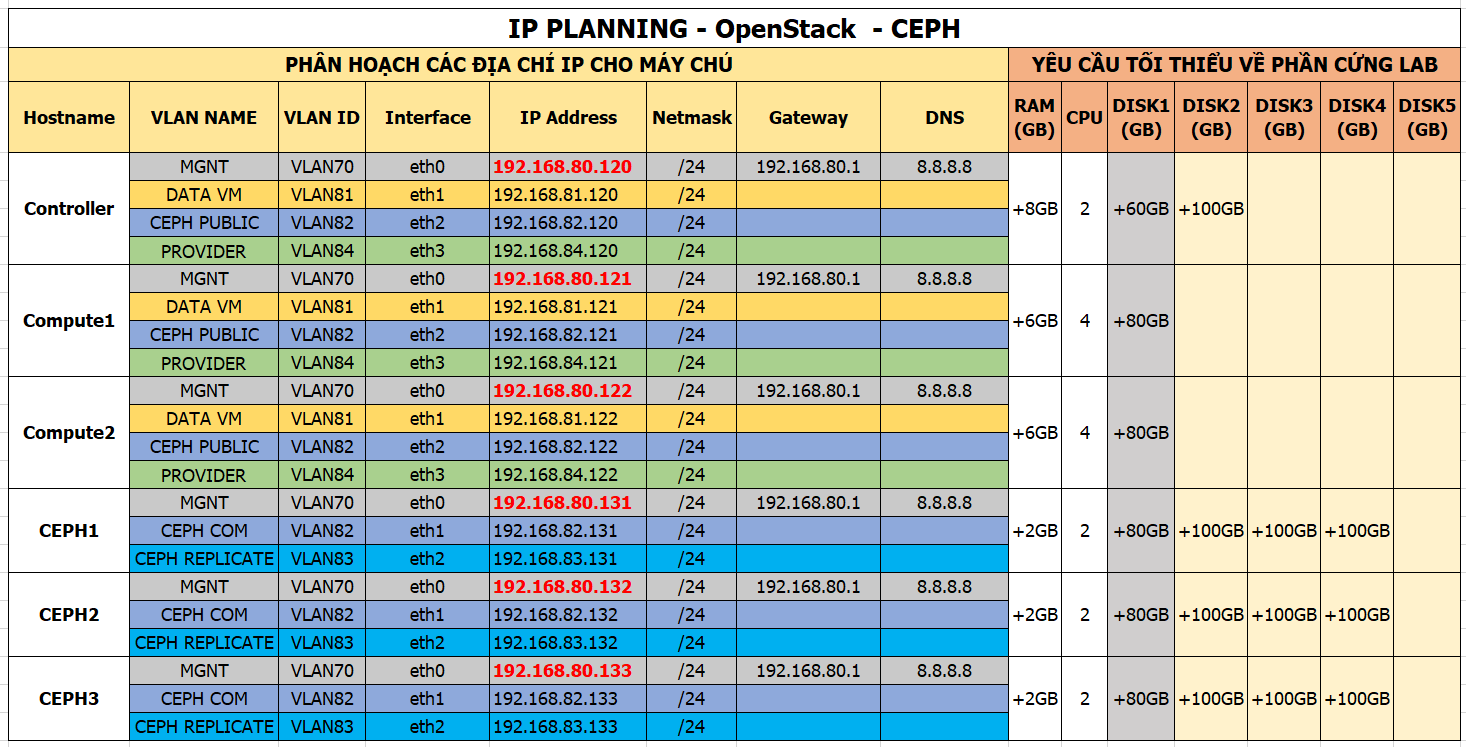 IP PLANNING - OpenStack - CEPH
PHÂN HOẠCH CÁC ĐỊA CHÍ IP CHO MÁY CHỦ YÊU CẦU TỐI THIỂU VỀ PHẦN CỨNG LAB
Hostname VLAN NAME VLAN ID Interface IP Address Netmask Gateway DNS RAM (GB) CPU DISK1 (GB) DISK2 (GB) DISK3 (GB) DISK4 (GB) DISK5 (GB)
MGNT VLAN70 eth0 192.168.80.120 /24 192.168.80.1 8.8.8.8
DATA VM VLAN81 eth1 192.168.81.120 /24
Controller +8GB 2 +60GB +100GB
CEPH PUBLIC VLAN82 eth2 192.168.82.120 /24
PROVIDER VLAN84 eth3 192.168.84.120 /24
MGNT VLAN70 eth0 192.168.80.121 /24 192.168.80.1 8.8.8.8
DATA VM VLAN81 eth1 192.168.81.121 /24
Compute1 +6GB 4 +80GB
CEPH PUBLIC VLAN82 eth2 192.168.82.121 /24
PROVIDER VLAN84 eth3 192.168.84.121 /24
MGNT VLAN70 eth0 192.168.80.122 /24 192.168.80.1 8.8.8.8
DATA VM VLAN81 eth1 192.168.81.122 /24
Compute2 +6GB 4 +80GB
CEPH PUBLIC VLAN82 eth2 192.168.82.122 /24
PROVIDER VLAN84 eth3 192.168.84.122 /24
MGNT VLAN70 eth0 192.168.80.131 /24 192.168.80.1 8.8.8.8
CEPH1 CEPH COM VLAN82 eth1 192.168.82.131 /24 +2GB 2 +80GB +100GB +100GB +100GB
CEPH REPLICATE VLAN83 eth2 192.168.83.131 /24
MGNT VLAN70 eth0 192.168.80.132 /24 192.168.80.1 8.8.8.8
CEPH2 CEPH COM VLAN82 eth1 192.168.82.132 /24 +2GB 2 +80GB +100GB +100GB +100GB
CEPH REPLICATE VLAN83 eth2 192.168.83.132 /24
MGNT VLAN70 eth0 192.168.80.133 /24 192.168.80.1 8.8.8.8
CEPH3 CEPH COM VLAN82 eth1 192.168.82.133 /24 +2GB 2 +80GB +100GB +100GB +100GB
CEPH REPLICATE VLAN83 eth2 192.168.83.133 /24